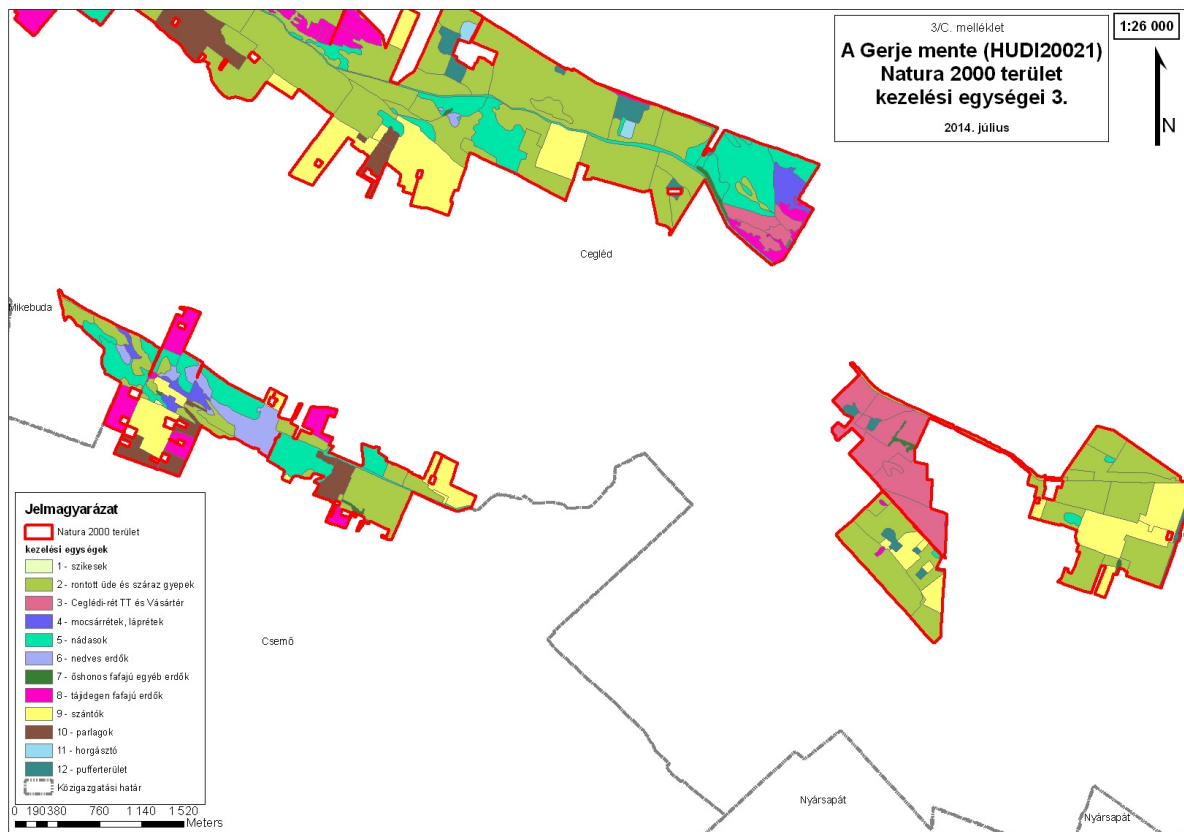 3/C. melléklet
A Gerje mente (HUDI20021)
Natura 2000 terület
kezelési egységei 3.
2014. július
1:26 000
N
Cegléd
Mikebuda
Csemő
Nyársapát
Nyársapát
Jelmagyarázat
Natura 2000 terület
kezelési egységek
1 - szikesek
2 - rontott üde és száraz gyepek
3 - Ceglédi-rét TT és Vásártér
4 - mocsárrétek, láprétek
5 - nádasok
6 - nedves erdők
7 - őshonos fafajú egyéb erdők
8 - tájidegen fafajú erdők
9 - szántók
10 - parlagok
11 - horgásztó
12 - pufferterület
Közigazgatási határ
0 190 380 760 1 140 1 520
Meters